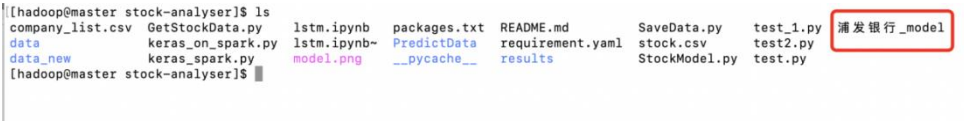 [hadoop@master stock-analyser]$ ls
company_list.csv GetStockData.py lstm.ipynb packages.txt README.md SaveData.py test_1.py 浦发银行_model
data keras_on_spark.py lstm.ipynb~ PredictData requirement.yaml stock.csv test2.py
data_new keras_spark.py model.png __pycache__ results StockModel.py test.py
[hadoop@master stock-analyser]$